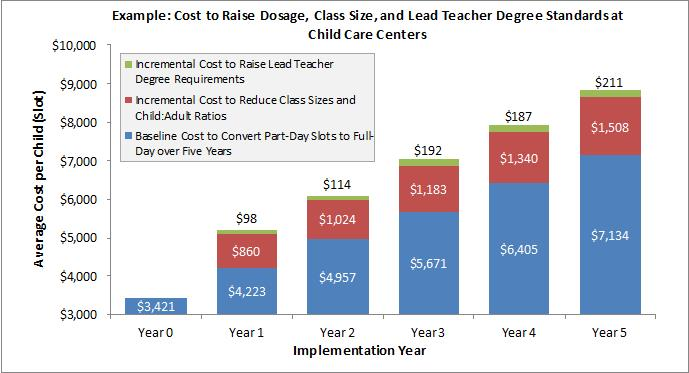 Example: Cost to Raise Dosage, Class Size, and Lead Teacher Degree Standards at
Child Care Centers
$10,000
$9,000
$8,000
$7,000
$6,000
$5,000
$4,000
$3,000
Average Cost per Child (Slot)
Incremental Cost to Raise Lead Teacher
Degree Requirements
Incremental Cost to Reduce Class Sizes and
Child:Adult Ratios
Baseline Cost to Convert Part-Day Slots to Full-
Day over Five Years
$3,421
$98
$860
$4,223
$114
$1,024
$4,957
$192
$1,183
$5,671
$187
$1,340
$6,405
$211
$1,508
$7,134
Year 0
Year 1
Year 2
Year 3
Year 4
Year 5
Implementation Year